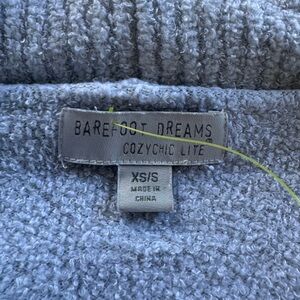 BAREFOOT DREAMS
COZYCHIC LITE
XS/S
MADE IN
CHINA